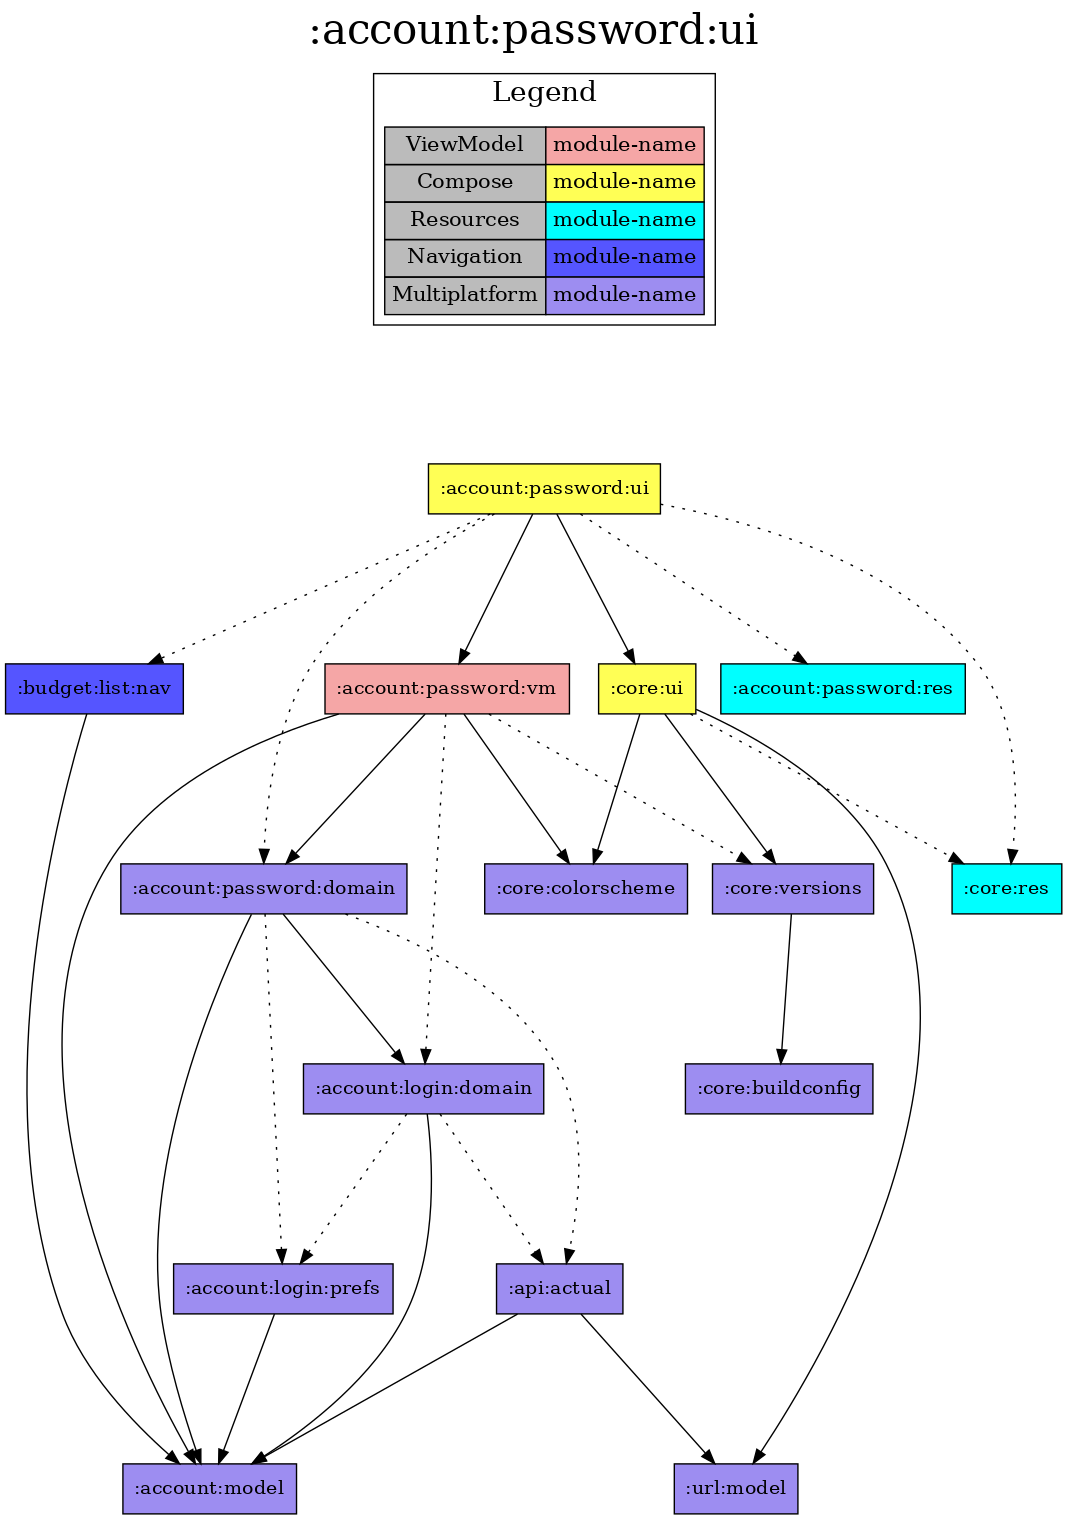 :account:password:ui
Legend
ViewModel module-name
Compose module-name
Resources module-name
Navigation module-name
Multiplatform module-name
:account:password:ui
:budget:list:nav
:account:password:vm
:core:ui
:account:password:res
:account:password:domain
:core:colorscheme
:core:versions
:core:res
:account:login:domain
:core:buildconfig
:account:login:prefs
:api:actual
:account:model
:url:model